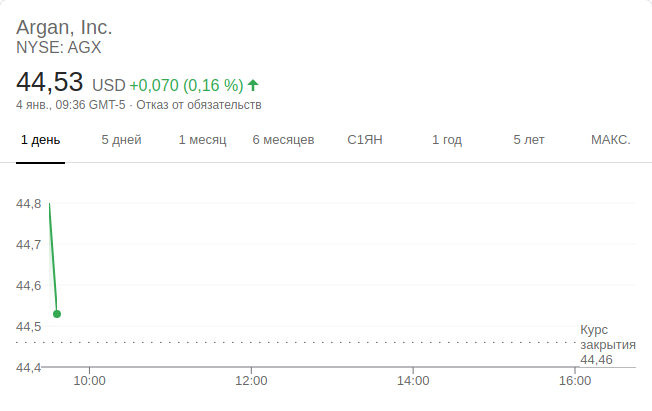 Argan, Inc.
NYSE: AGX
44,53 USD +0,070 (0,16 %)
4 янв., 09:36 GMT-5 · Отказ от обязательств
1 день 5 дней 1 месяц 6 месяцев С1ЯН 1 год 5 лет МАКС.
44,8
44,7
44,6
44,5
44,4
Курс
закрытия
44,46
10:00 12:00 14:00 16:00